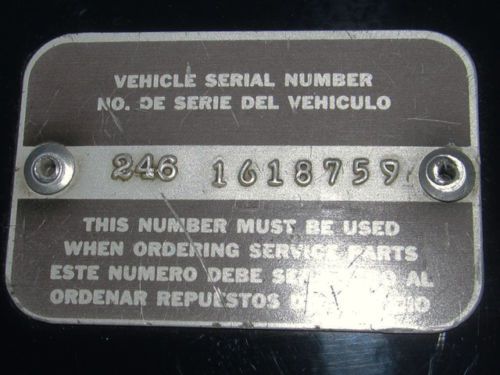 VEHICLE SERIAL NUMBER
NO. DE SERIE DEL VEHICULO
246 1618759
THIS NUMBER MUST BE USED
WHEN ORDERING SERVICE PARTS
ESTE NUMERO DEBE AL
ORDENAR REPUESTOS